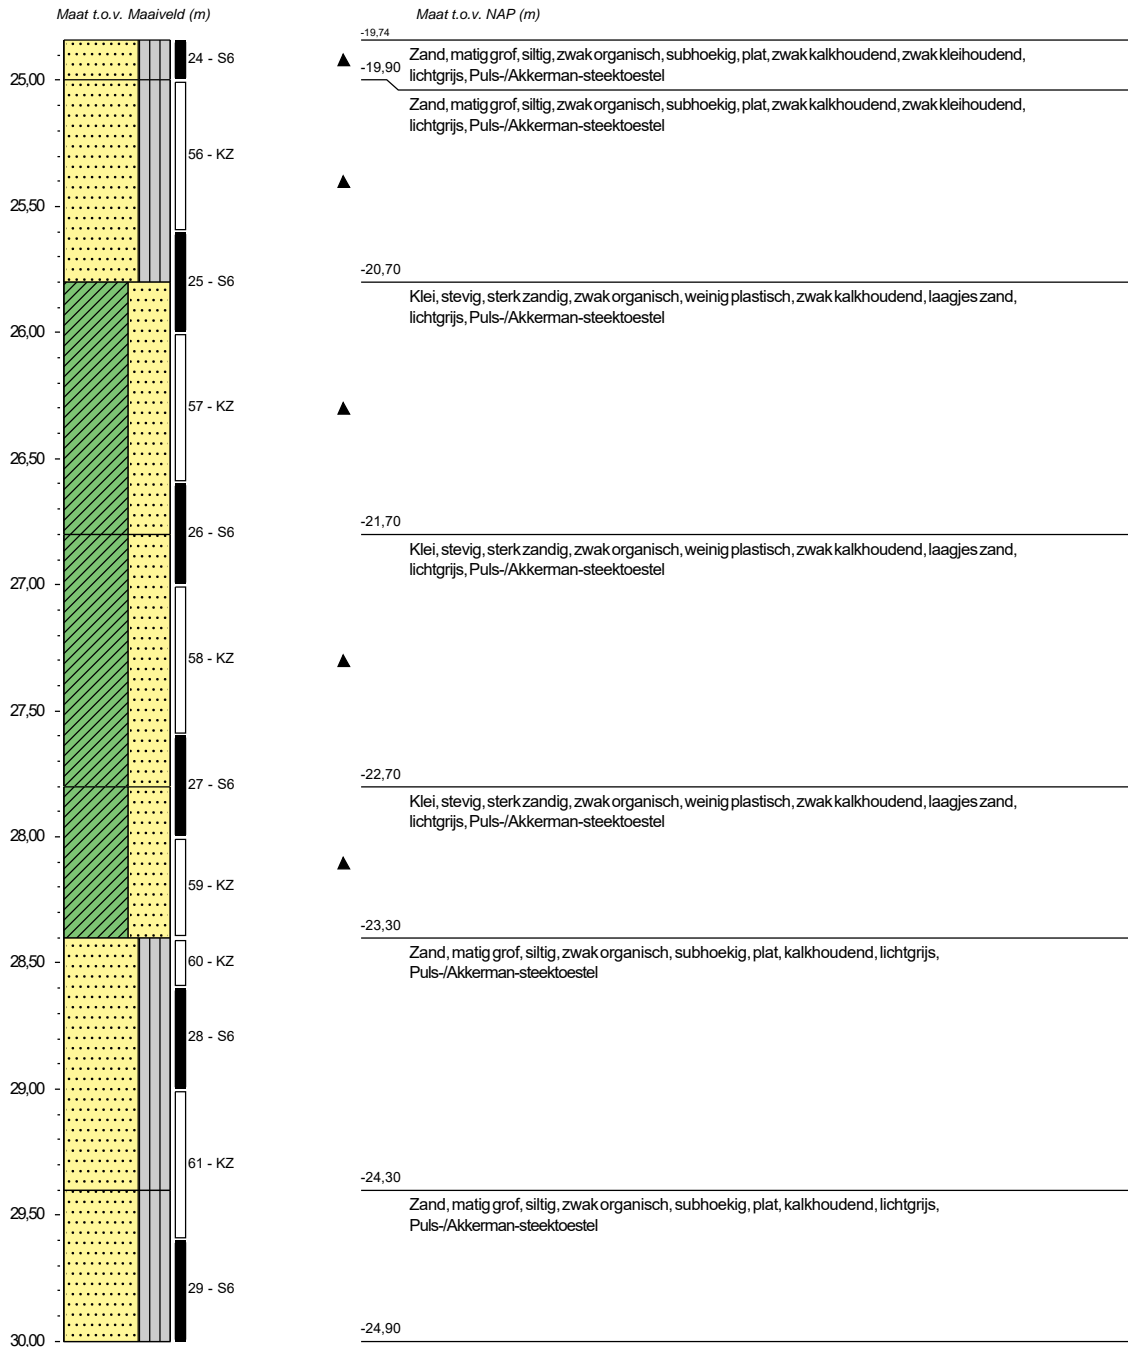 Maat t.o.v. Maaiveld (m)
Maat t.o.v. NAP (m)
-19,74
24 - S6
Zand, matig grof, siltig, zwak organisch, subhoekig, plat, zwak kalkhoudend, zwak kleihoudend,
lichtgrijs, Puls-/Akkerman-steektoestel
25,00
-19,90
Zand, matig grof, siltig, zwak organisch, subhoekig, plat, zwak kalkhoudend, zwak kleihoudend,
lichtgrijs, Puls-/Akkerman-steektoestel
56 - KZ
25,50
25 - S6
-20,70
Klei, stevig, sterk zandig, zwak organisch, weinig plastisch, zwak kalkhoudend, laagjes zand,
lichtgrijs, Puls-/Akkerman-steektoestel
26,00
57 - KZ
26,50
26 - S6
-21,70
Klei, stevig, sterk zandig, zwak organisch, weinig plastisch, zwak kalkhoudend, laagjes zand,
lichtgrijs, Puls-/Akkerman-steektoestel
27,00
58 - KZ
27,50
27 - S6
-22,70
Klei, stevig, sterk zandig, zwak organisch, weinig plastisch, zwak kalkhoudend, laagjes zand,
lichtgrijs, Puls-/Akkerman-steektoestel
28,00
59 - KZ
-23,30
Zand, matig grof, siltig, zwak organisch, subhoekig, plat, kalkhoudend, lichtgrijs,
Puls-/Akkerman-steektoestel
28,50
60 - KZ
28 - S6
29,00
61 - KZ
-24,30
Zand, matig grof, siltig, zwak organisch, subhoekig, plat, kalkhoudend, lichtgrijs,
Puls-/Akkerman-steektoestel
29,50
29 - S6
30,00
-24,90